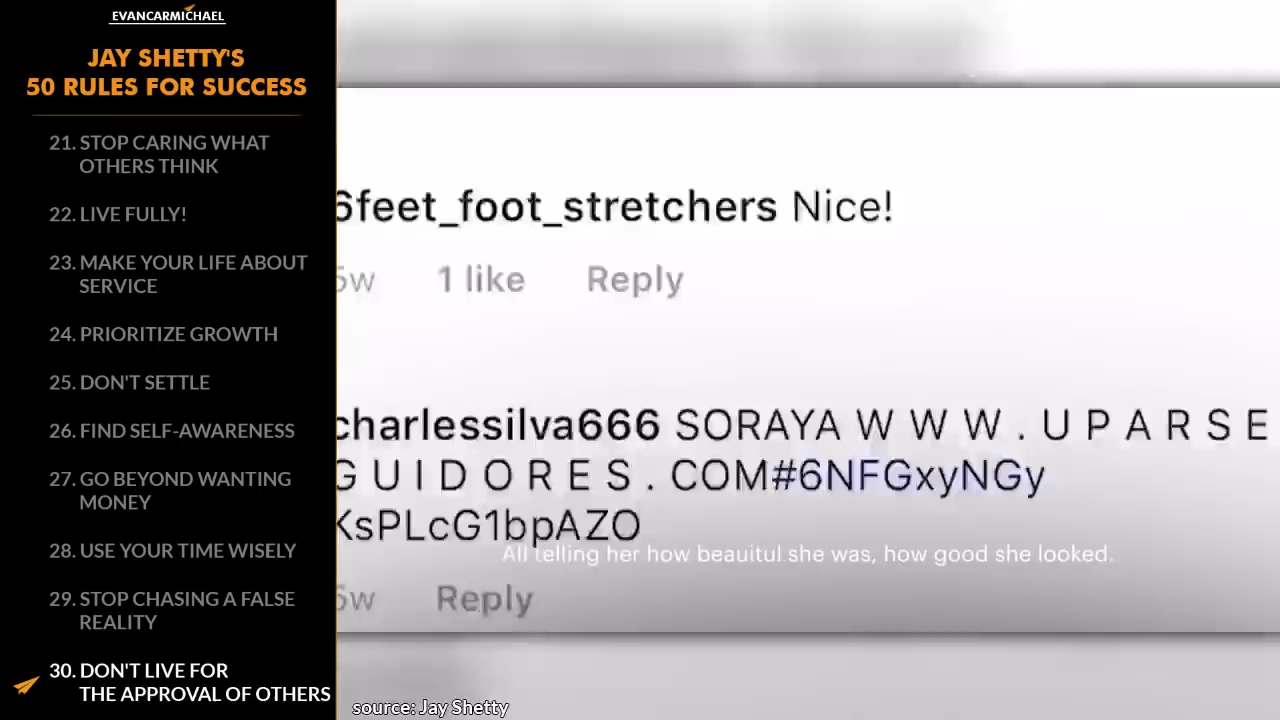 EVANCARMICHAEL
JAY SHETTY'S
50 RULES FOR SUCCESS
21. STOP CARING WHAT
OTHERS THINK
22. LIVE FULLY!
23. MAKE YOUR LIFE ABOUT
SERVICE
24. PRIORITIZE GROWTH
25. DON'T SETTLE
26. FIND SELF-AWARENESS
27. GO BEYOND WANTING
MONEY
28. USE YOUR TIME WISELY
29. STOP CHASING A FALSE
REALITY
30. DON'T LIVE FOR
THE APPROVAL OF OTHERS
6feet_foot_stretchers Nice!
5w 1 like Reply
charlessilva666 SORAYA W W W . U P A R S E
G U I D O R E S . COM#6NFGxyNGy
KsPLcG1bpAZO
All telling her how beauitul she was, how good she looked.
5w Reply
source: Jay Shetty